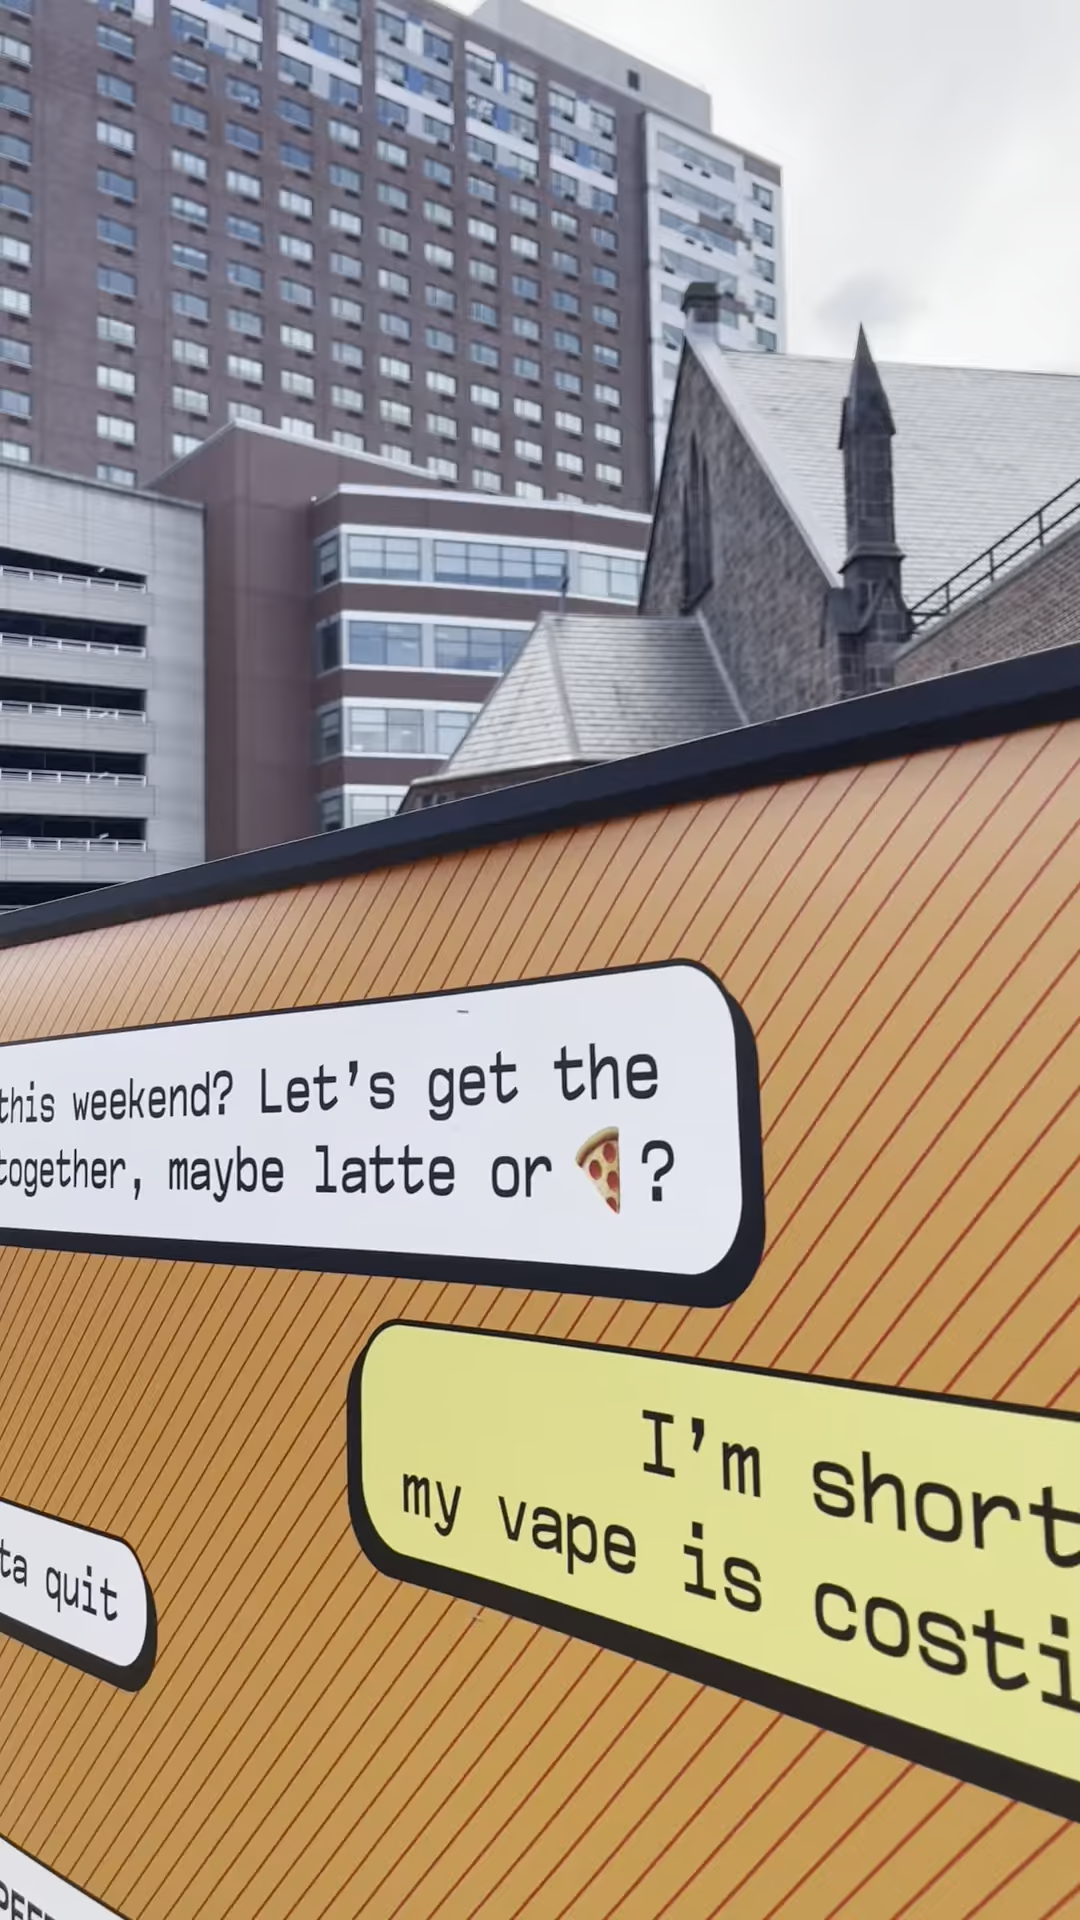 this weekend? Let's get the
together, maybe latte or 🍕?
I'm short
my vape is costi
ta quit